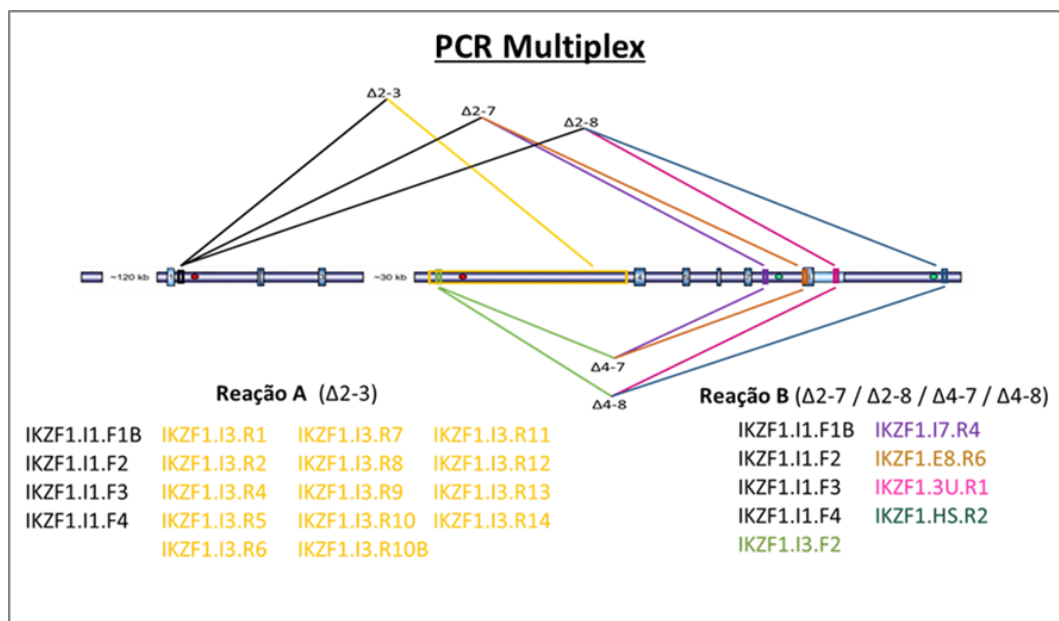 PCR Multiplex
Δ2-3
Δ2-7
Δ2-8
~120 kb
~30 kb
4
Δ4-7
Δ4-8
Reação A (Δ2-3)
IKZF1.I1.F1B IKZF1.I3.R1 IKZF1.I3.R7 IKZF1.I3.R11
IKZF1.I1.F2 IKZF1.I3.R2 IKZF1.I3.R8 IKZF1.I3.R12
IKZF1.I1.F3 IKZF1.I3.R4 IKZF1.I3.R9 IKZF1.I3.R13
IKZF1.I1.F4 IKZF1.I3.R5 IKZF1.I3.R10 IKZF1.I3.R14
IKZF1.I3.R6 IKZF1.I3.R10B
Reação B (Δ2-7 / Δ2-8 / Δ4-7 / Δ4-8)
IKZF1.I1.F1B IKZF1.I7.R4
IKZF1.I1.F2 IKZF1.E8.R6
IKZF1.I1.F3 IKZF1.3U.R1
IKZF1.I1.F4 IKZF1.HS.R2
IKZF1.I3.F2